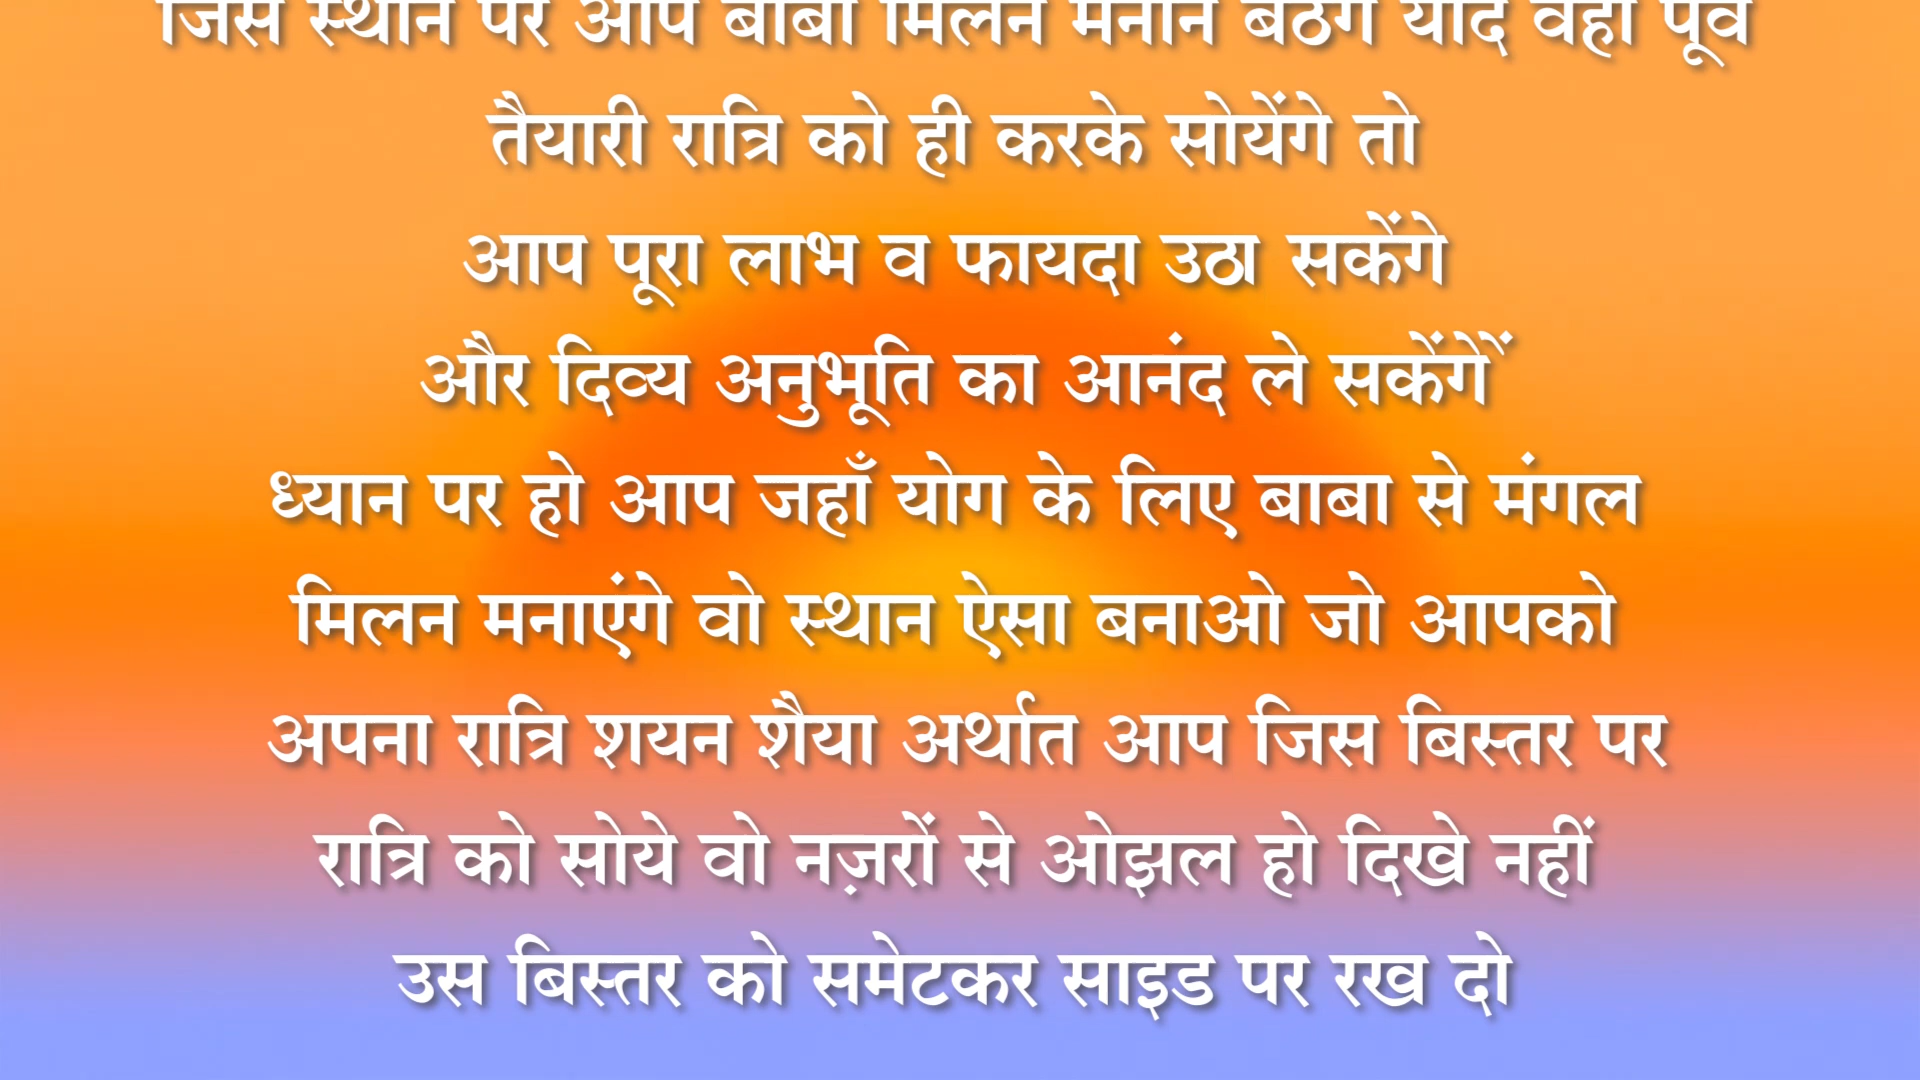 जिस स्थान पर आप बाबा मिलन मनाने बैठेंगे यदि वहाँ पूर्व
तैयारी रात्रि को ही करके सोयेंगे तो
आप पूरा लाभ व फायदा उठा सकेंगे
और दिव्य अनुभूति का आनंद ले सकेंगेें
ध्यान पर हो आप जहाँ योग के लिए बाबा से मंगल
मिलन मनाएंगे वो स्थान ऐसा बनाओ जो आपको
अपना रात्रि शयन शैया अर्थात आप जिस बिस्तर पर
रात्रि को सोये वो नज़रों से ओझल हो दिखे नहीं
उस बिस्तर को समेटकर साइड पर रख दो